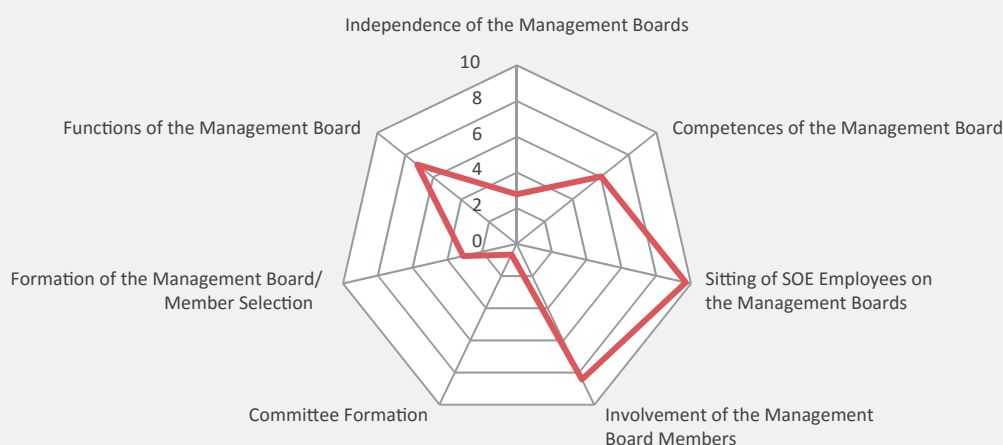 Independence of the Management Boards
10
8
6
4
2
0
Functions of the Management Board
Competences of the Management Board
Formation of the Management Board/
Member Selection
Sitting of SOE Employees on
the Management Boards
Committee Formation
Involvement of the Management
Board Members